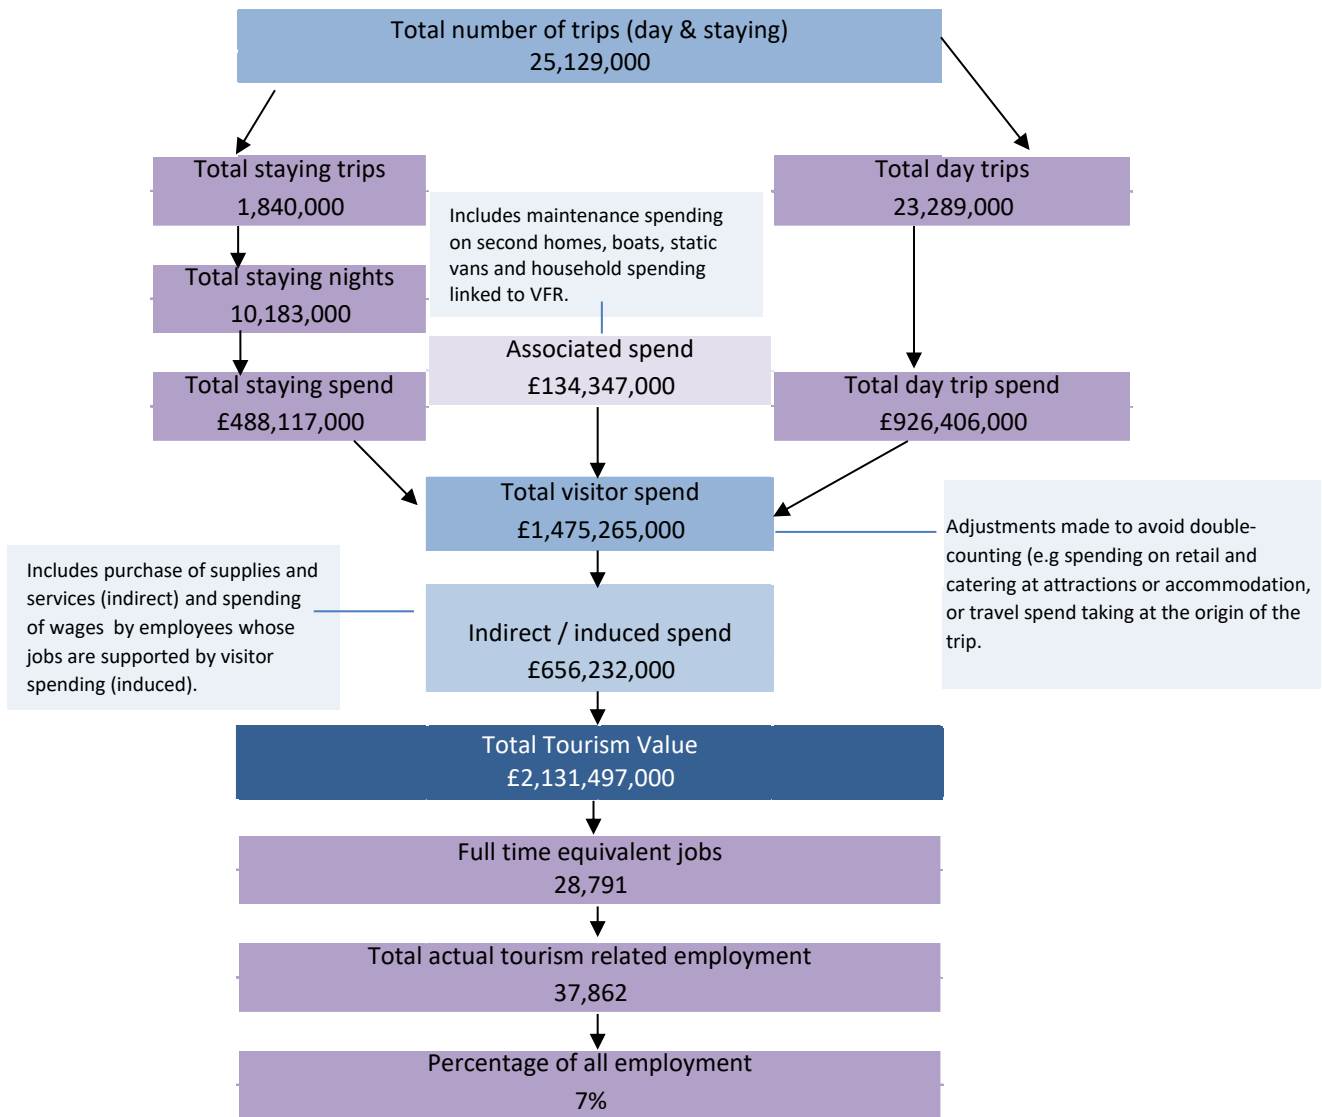 Total number of trips (day & staying)
25,129,000
Total staying trips
1,840,000
Total day trips
23,289,000
Includes maintenance spending
on second homes, boats, static
vans and household spending
linked to VFR.
Total staying nights
10,183,000
Associated spend
£134,347,000
Total staying spend
£488,117,000
Total day trip spend
£926,406,000
Total visitor spend
£1,475,265,000
Adjustments made to avoid double-
counting (e.g spending on retail and
catering at attractions or accommodation,
or travel spend taking at the origin of the
trip.
Includes purchase of supplies and
services (indirect) and spending
of wages by employees whose
jobs are supported by visitor
spending (induced).
Indirect / induced spend
£656,232,000
Total Tourism Value
£2,131,497,000
Full time equivalent jobs
28,791
Total actual tourism related employment
37,862
Percentage of all employment
7%